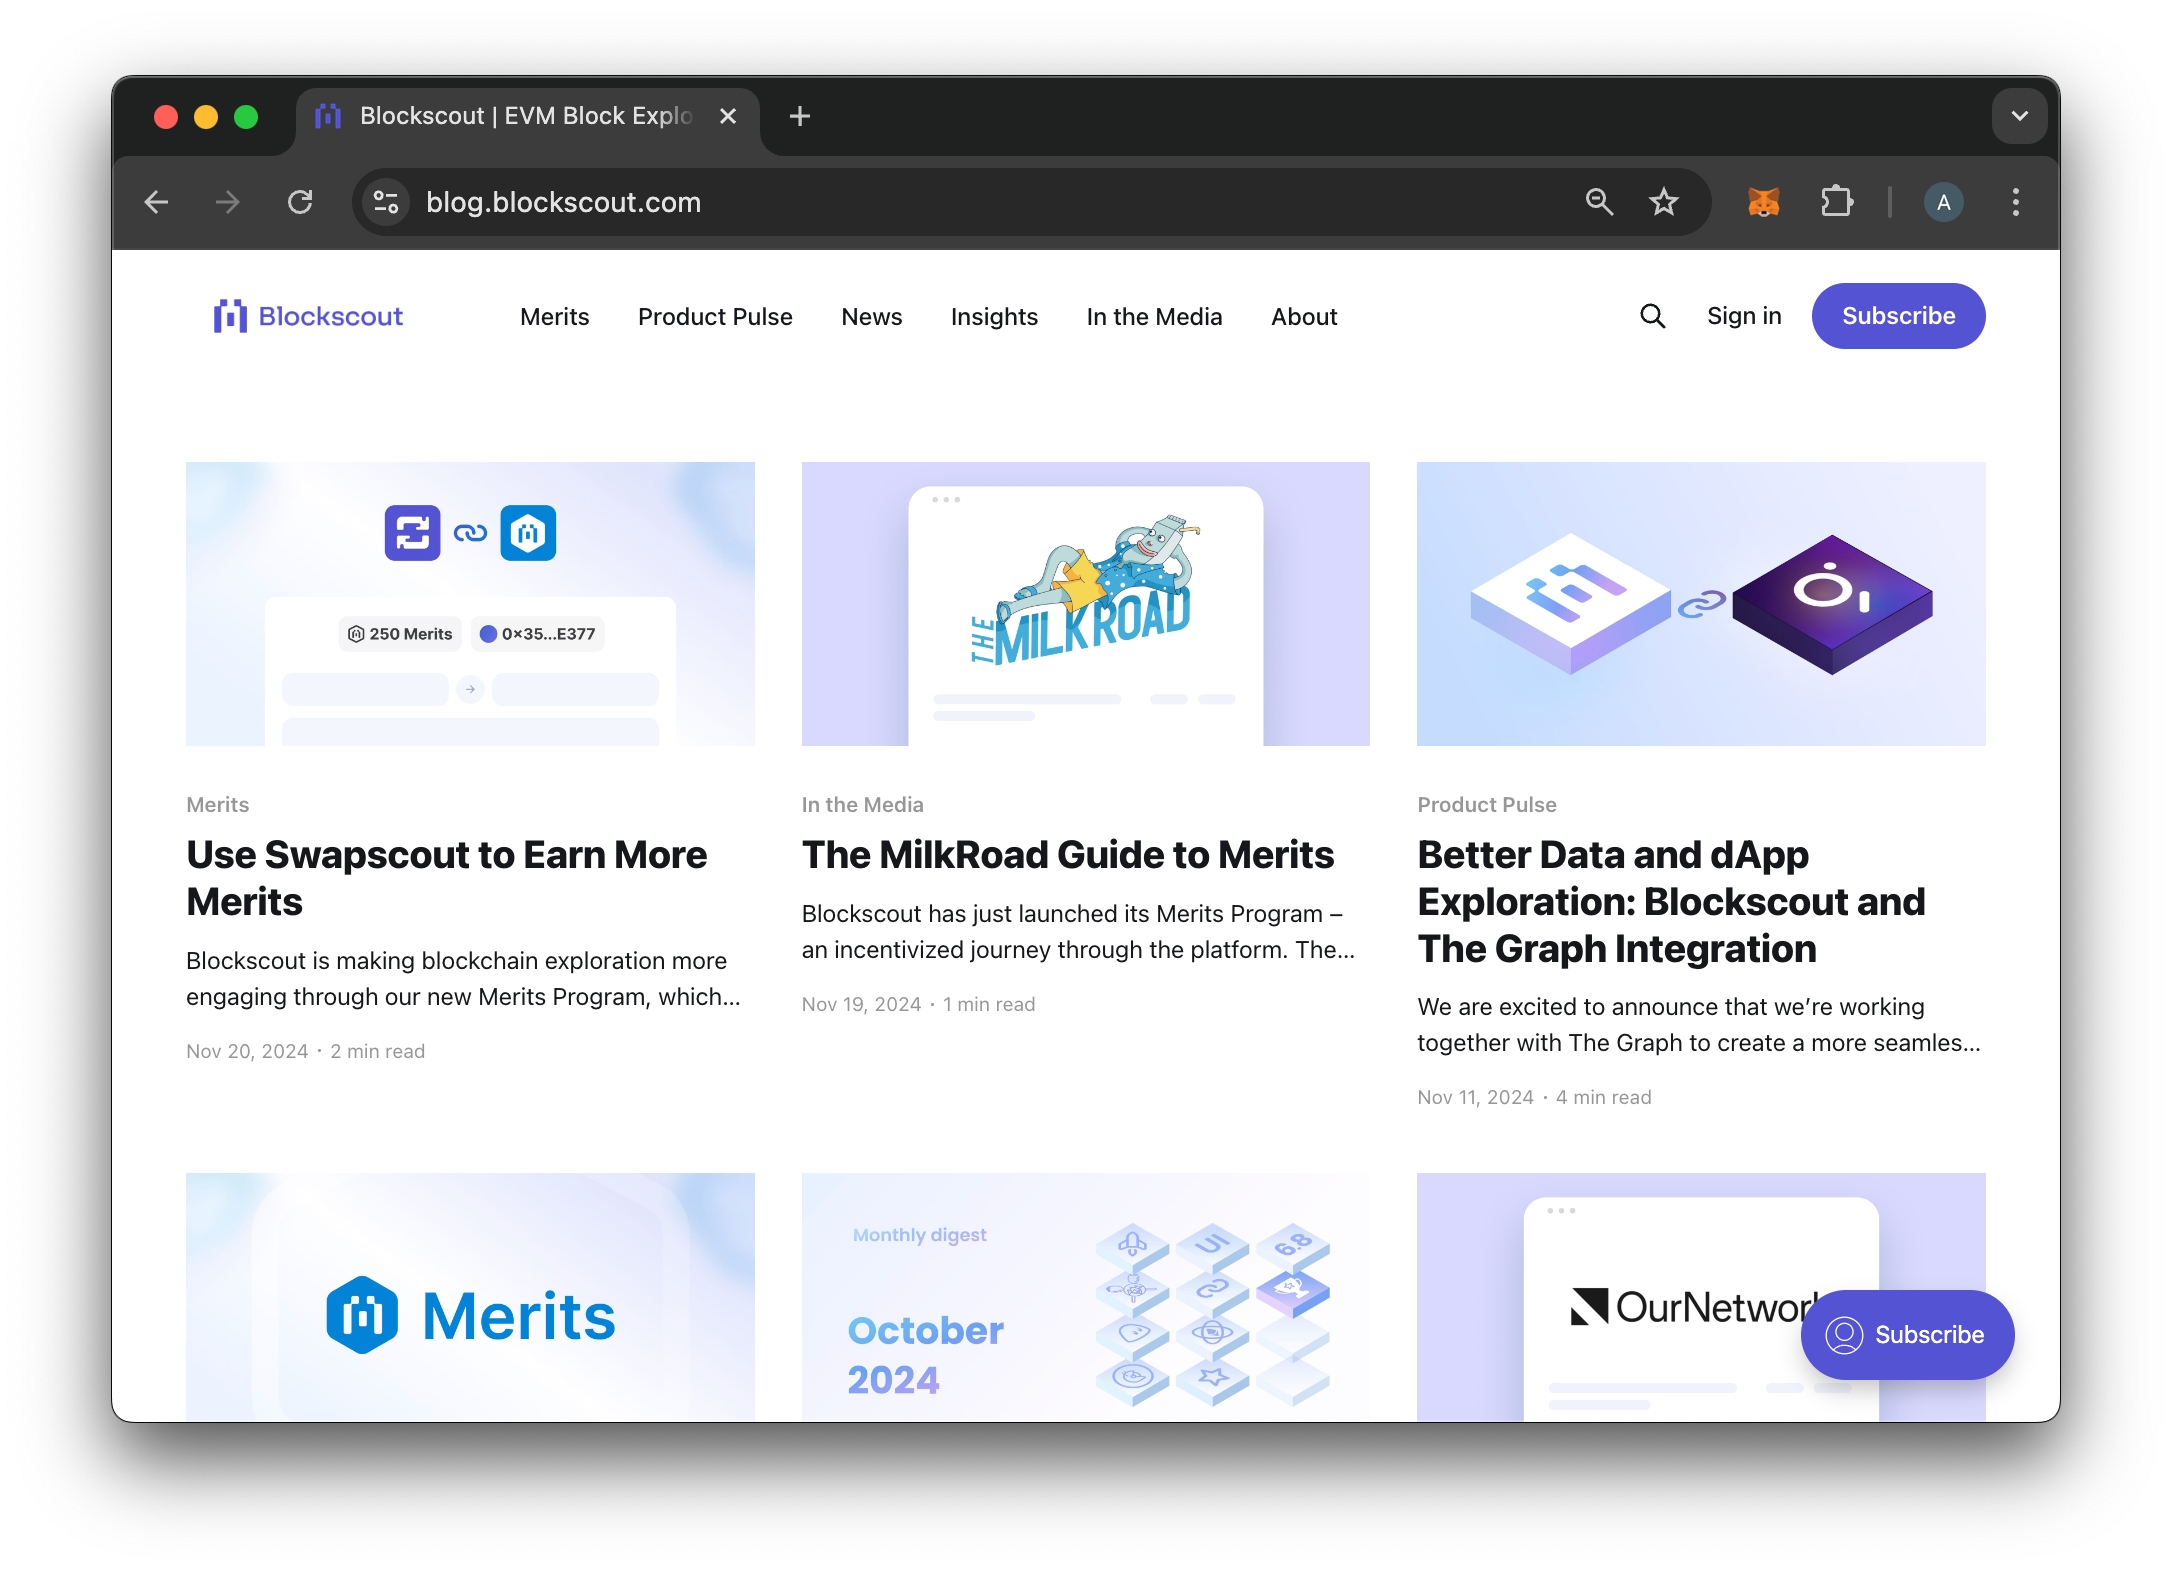 Blockscout | EVM Block Explo
blog.blockscout.com
A
Blockscout
Merits
Product Pulse
News
Insights
In the Media
About
Sign in
Subscribe
250 Merits
0x35...E377
THE MILK ROAD
Merits
Use Swapscout to Earn More
Merits
Blockscout is making blockchain exploration more
engaging through our new Merits Program, which...
Nov 20, 2024 • 2 min read
In the Media
The MilkRoad Guide to Merits
Blockscout has just launched its Merits Program –
an incentivized journey through the platform. The...
Nov 19, 2024 • 1 min read
Product Pulse
Better Data and dApp
Exploration: Blockscout and
The Graph Integration
We are excited to announce that we’re working
together with The Graph to create a more seamles...
Nov 11, 2024 • 4 min read
Merits
Monthly digest
October
2024
UI
6.8
OurNetwor
Subscribe